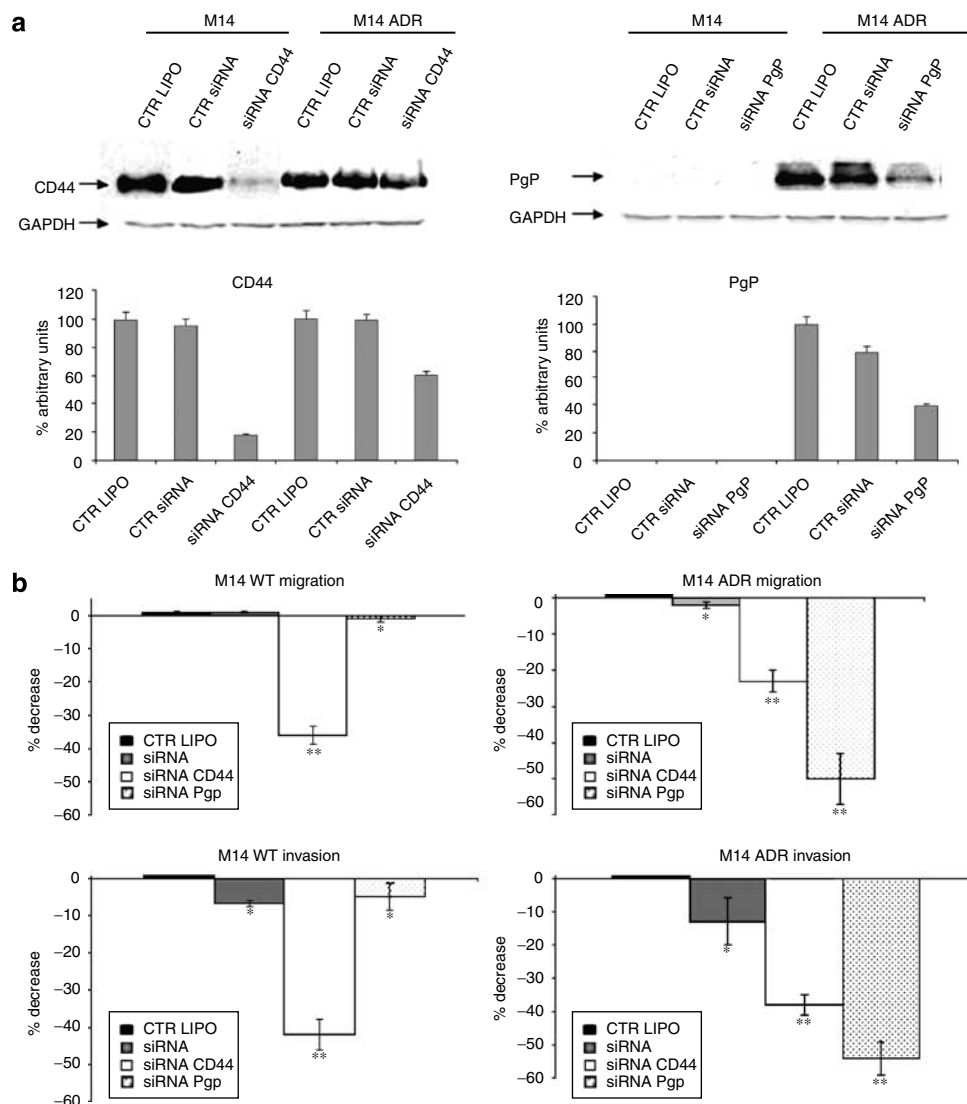 a
M14
M14 ADR
CTR LIPO
CTR siRNA
siRNA CD44
CTR LIPO
CTR siRNA
siRNA CD44
CD44
GAPDH
CD44
% arbitrary units
120
100
80
60
40
20
0
CTR LIPO
CTR siRNA
siRNA CD44
CTR LIPO
CTR siRNA
siRNA CD44
M14
M14 ADR
CTR LIPO
CTR siRNA
siRNA PgP
CTR LIPO
CTR siRNA
siRNA PgP
PgP
GAPDH
PgP
% arbitrary units
120
100
80
60
40
20
0
CTR LIPO
CTR siRNA
siRNA PgP
CTR LIPO
CTR siRNA
siRNA PgP
b
M14 WT migration
% decrease
0
–10
–20
–30
–40
–50
–60
*
**
CTR LIPO
siRNA
siRNA CD44
siRNA Pgp
M14 ADR migration
% decrease
0
–10
–20
–30
–40
–50
–60
*
**
**
CTR LIPO
siRNA
siRNA CD44
siRNA Pgp
M14 WT invasion
% decrease
0
–10
–20
–30
–40
–50
–60
*
**
*
CTR LIPO
siRNA
siRNA CD44
siRNA Pgp
M14 ADR invasion
% decrease
0
–10
–20
–30
–40
–50
–60
*
**
**
CTR LIPO
siRNA
siRNA CD44
siRNA Pgp